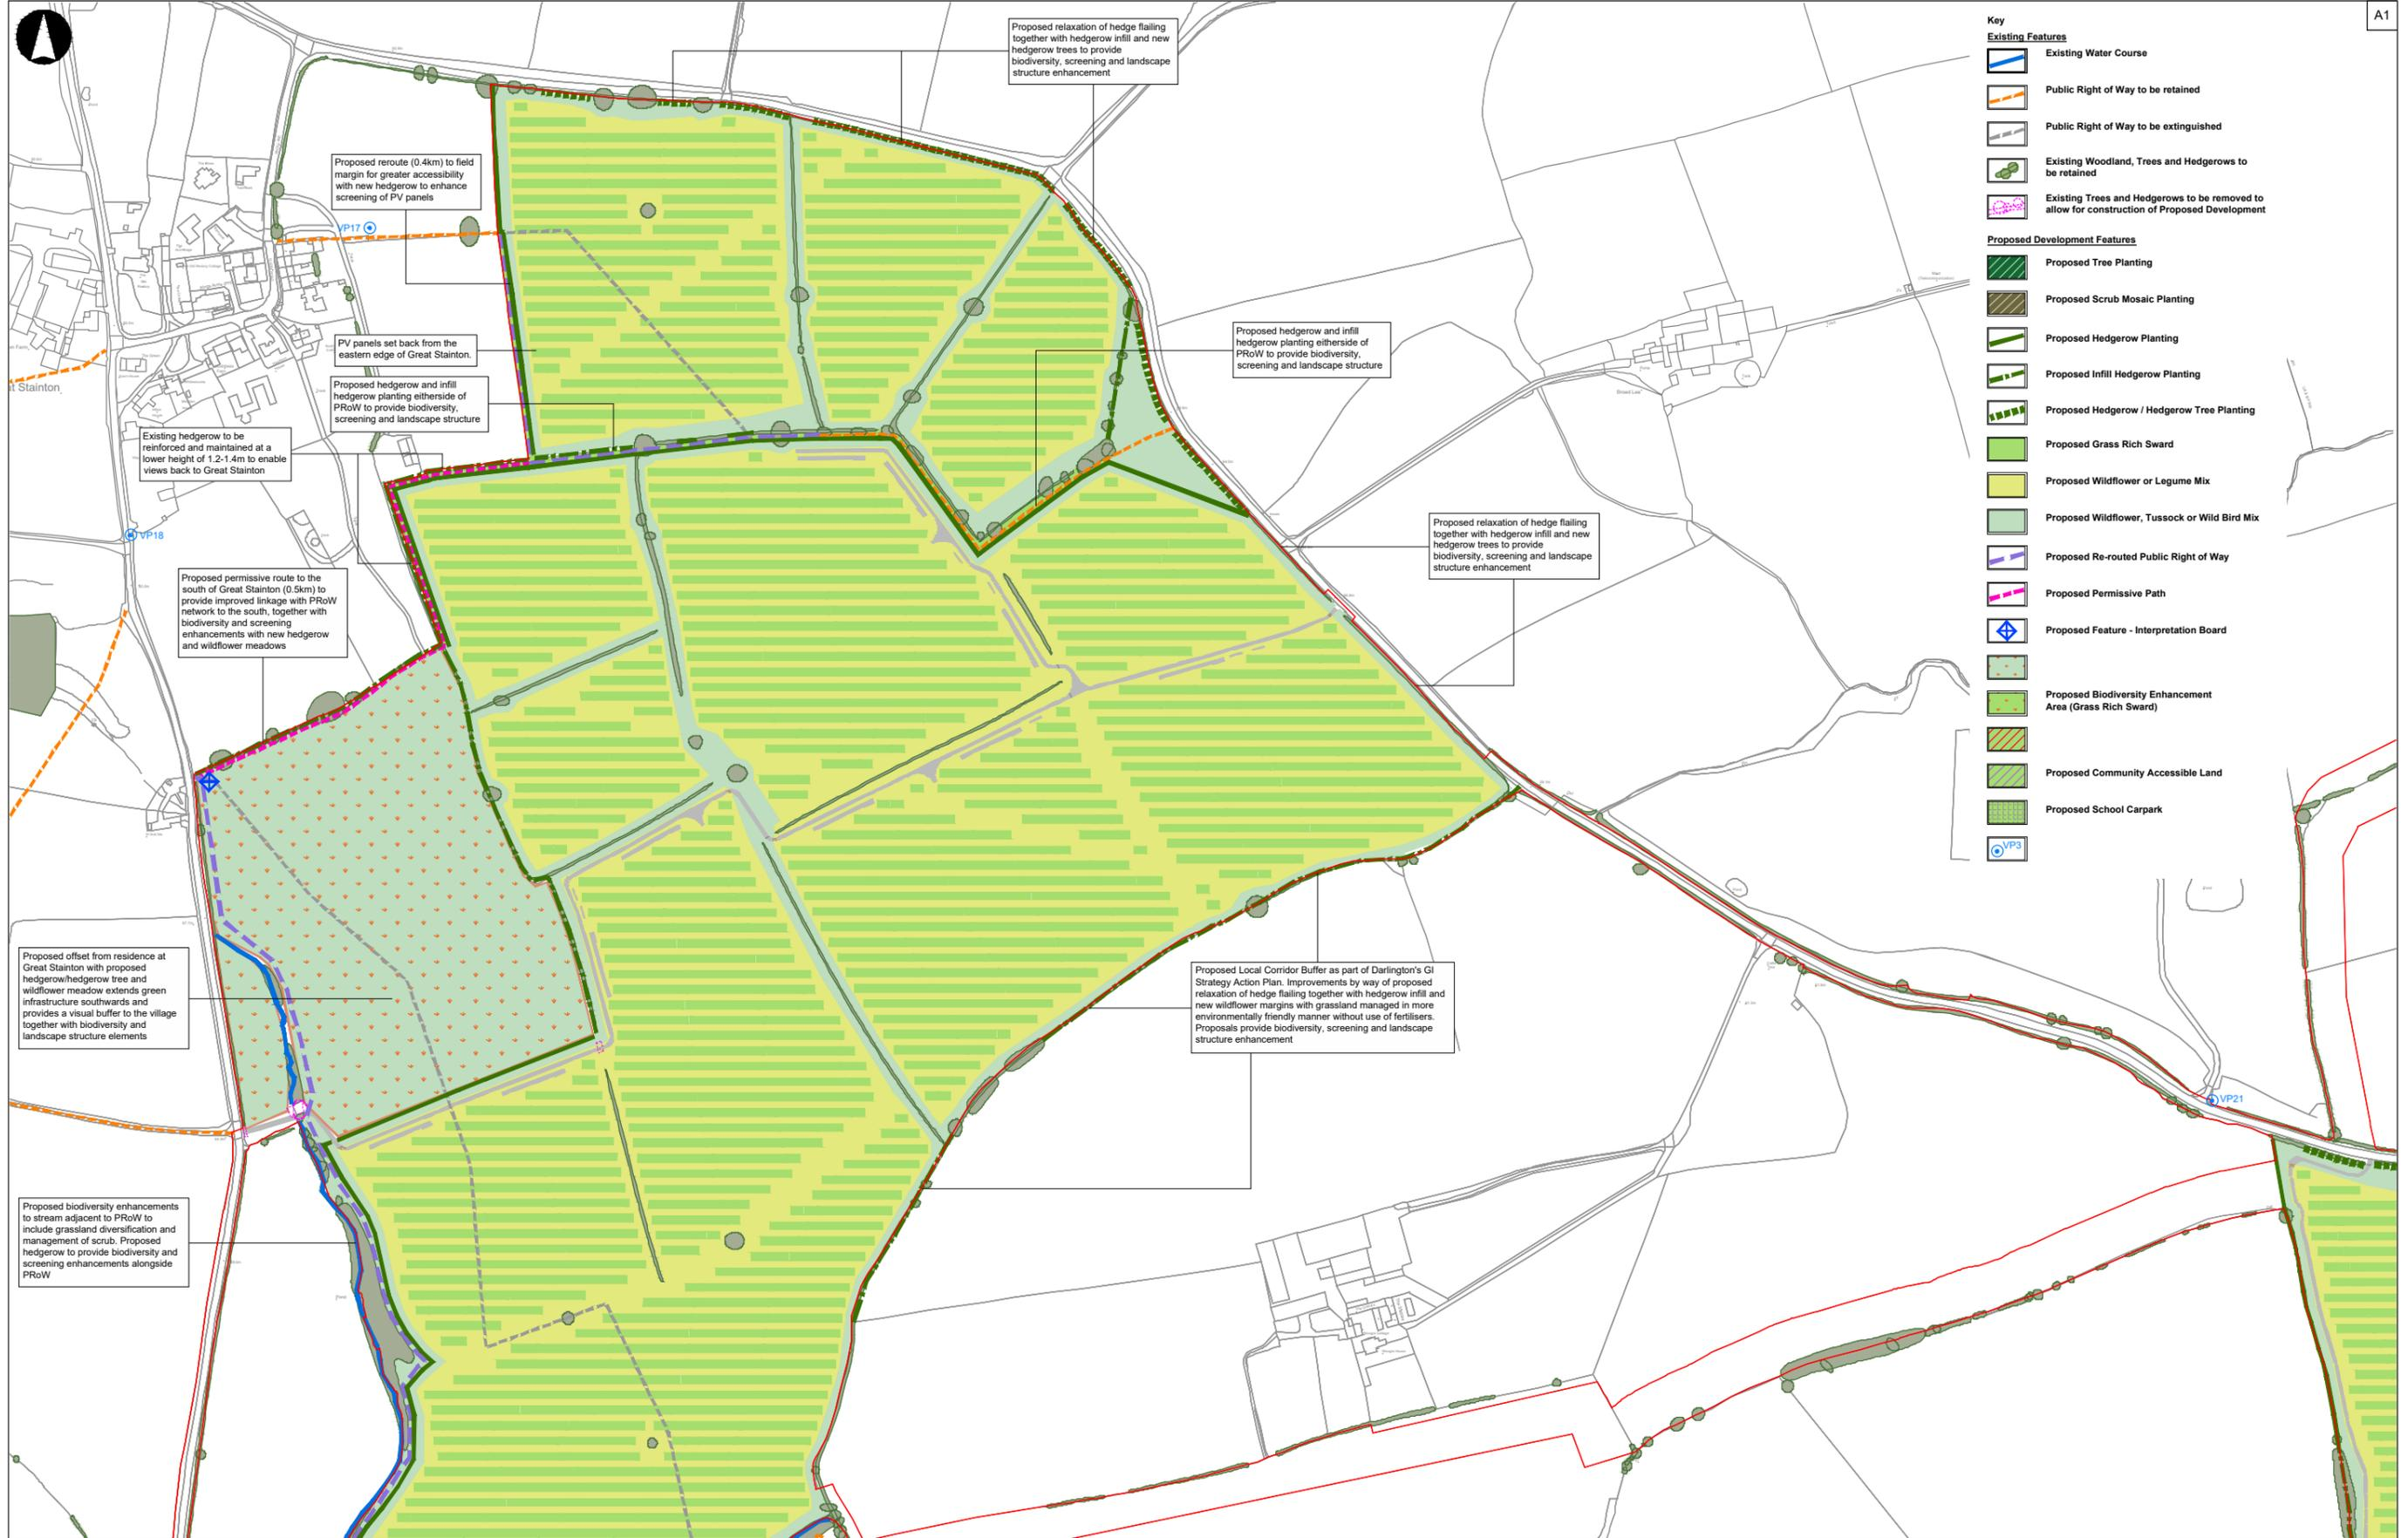 A1
Key
Existing Features
Existing Water Course
Public Right of Way to be retained
Public Right of Way to be extinguished
Existing Woodland, Trees and Hedgerows to
be retained
Existing Trees and Hedgerows to be removed to
allow for construction of Proposed Development
Proposed Development Features
Proposed Tree Planting
Proposed Scrub Mosaic Planting
Proposed Hedgerow Planting
Proposed Infill Hedgerow Planting
Proposed Hedgerow / Hedgerow Tree Planting
Proposed Grass Rich Sward
Proposed Wildflower or Legume Mix
Proposed Wildflower, Tussock or Wild Bird Mix
Proposed Re-routed Public Right of Way
Proposed Permissive Path
Proposed Feature - Interpretation Board
Proposed Biodiversity Enhancement
Area (Grass Rich Sward)
Proposed Community Accessible Land
Proposed School Carpark
VP3
Proposed relaxation of hedge flailing
together with hedgerow infill and new
hedgerow trees to provide
biodiversity, screening and landscape
structure enhancement
Proposed reroute (0.4km) to field
margin for greater accessibility
with new hedgerow to enhance
screening of PV panels
VP17
PV panels set back from the
eastern edge of Great Stainton.
Proposed hedgerow and infill
hedgerow planting eitherside of
PRoW to provide biodiversity,
screening and landscape structure
Proposed hedgerow and infill
hedgerow planting eitherside of
PRoW to provide biodiversity,
screening and landscape structure
at Stainton
Existing hedgerow to be
reinforced and maintained at a
lower height of 1.2-1.4m to enable
views back to Great Stainton
VP18
Proposed relaxation of hedge flailing
together with hedgerow infill and new
hedgerow trees to provide
biodiversity, screening and landscape
structure enhancement
Proposed permissive route to the
south of Great Stainton (0.5km) to
provide improved linkage with PRoW
network to the south, together with
biodiversity and screening
enhancements with new hedgerow
and wildflower meadows
Proposed offset from residence at
Great Stainton with proposed
hedgerow/hedgerow tree and
wildflower meadow extends green
infrastructure southwards and
provides a visual buffer to the village
together with biodiversity and
landscape structure elements
Proposed Local Corridor Buffer as part of Darlington's GI
Strategy Action Plan. Improvements by way of proposed
relaxation of hedge flailing together with hedgerow infill and
new wildflower margins with grassland managed in more
environmentally friendly manner without use of fertilisers.
Proposals provide biodiversity, screening and landscape
structure enhancement
VP21
Proposed biodiversity enhancements
to stream adjacent to PRoW to
include grassland diversification and
management of scrub. Proposed
hedgerow to provide biodiversity and
screening enhancements alongside
PRoW